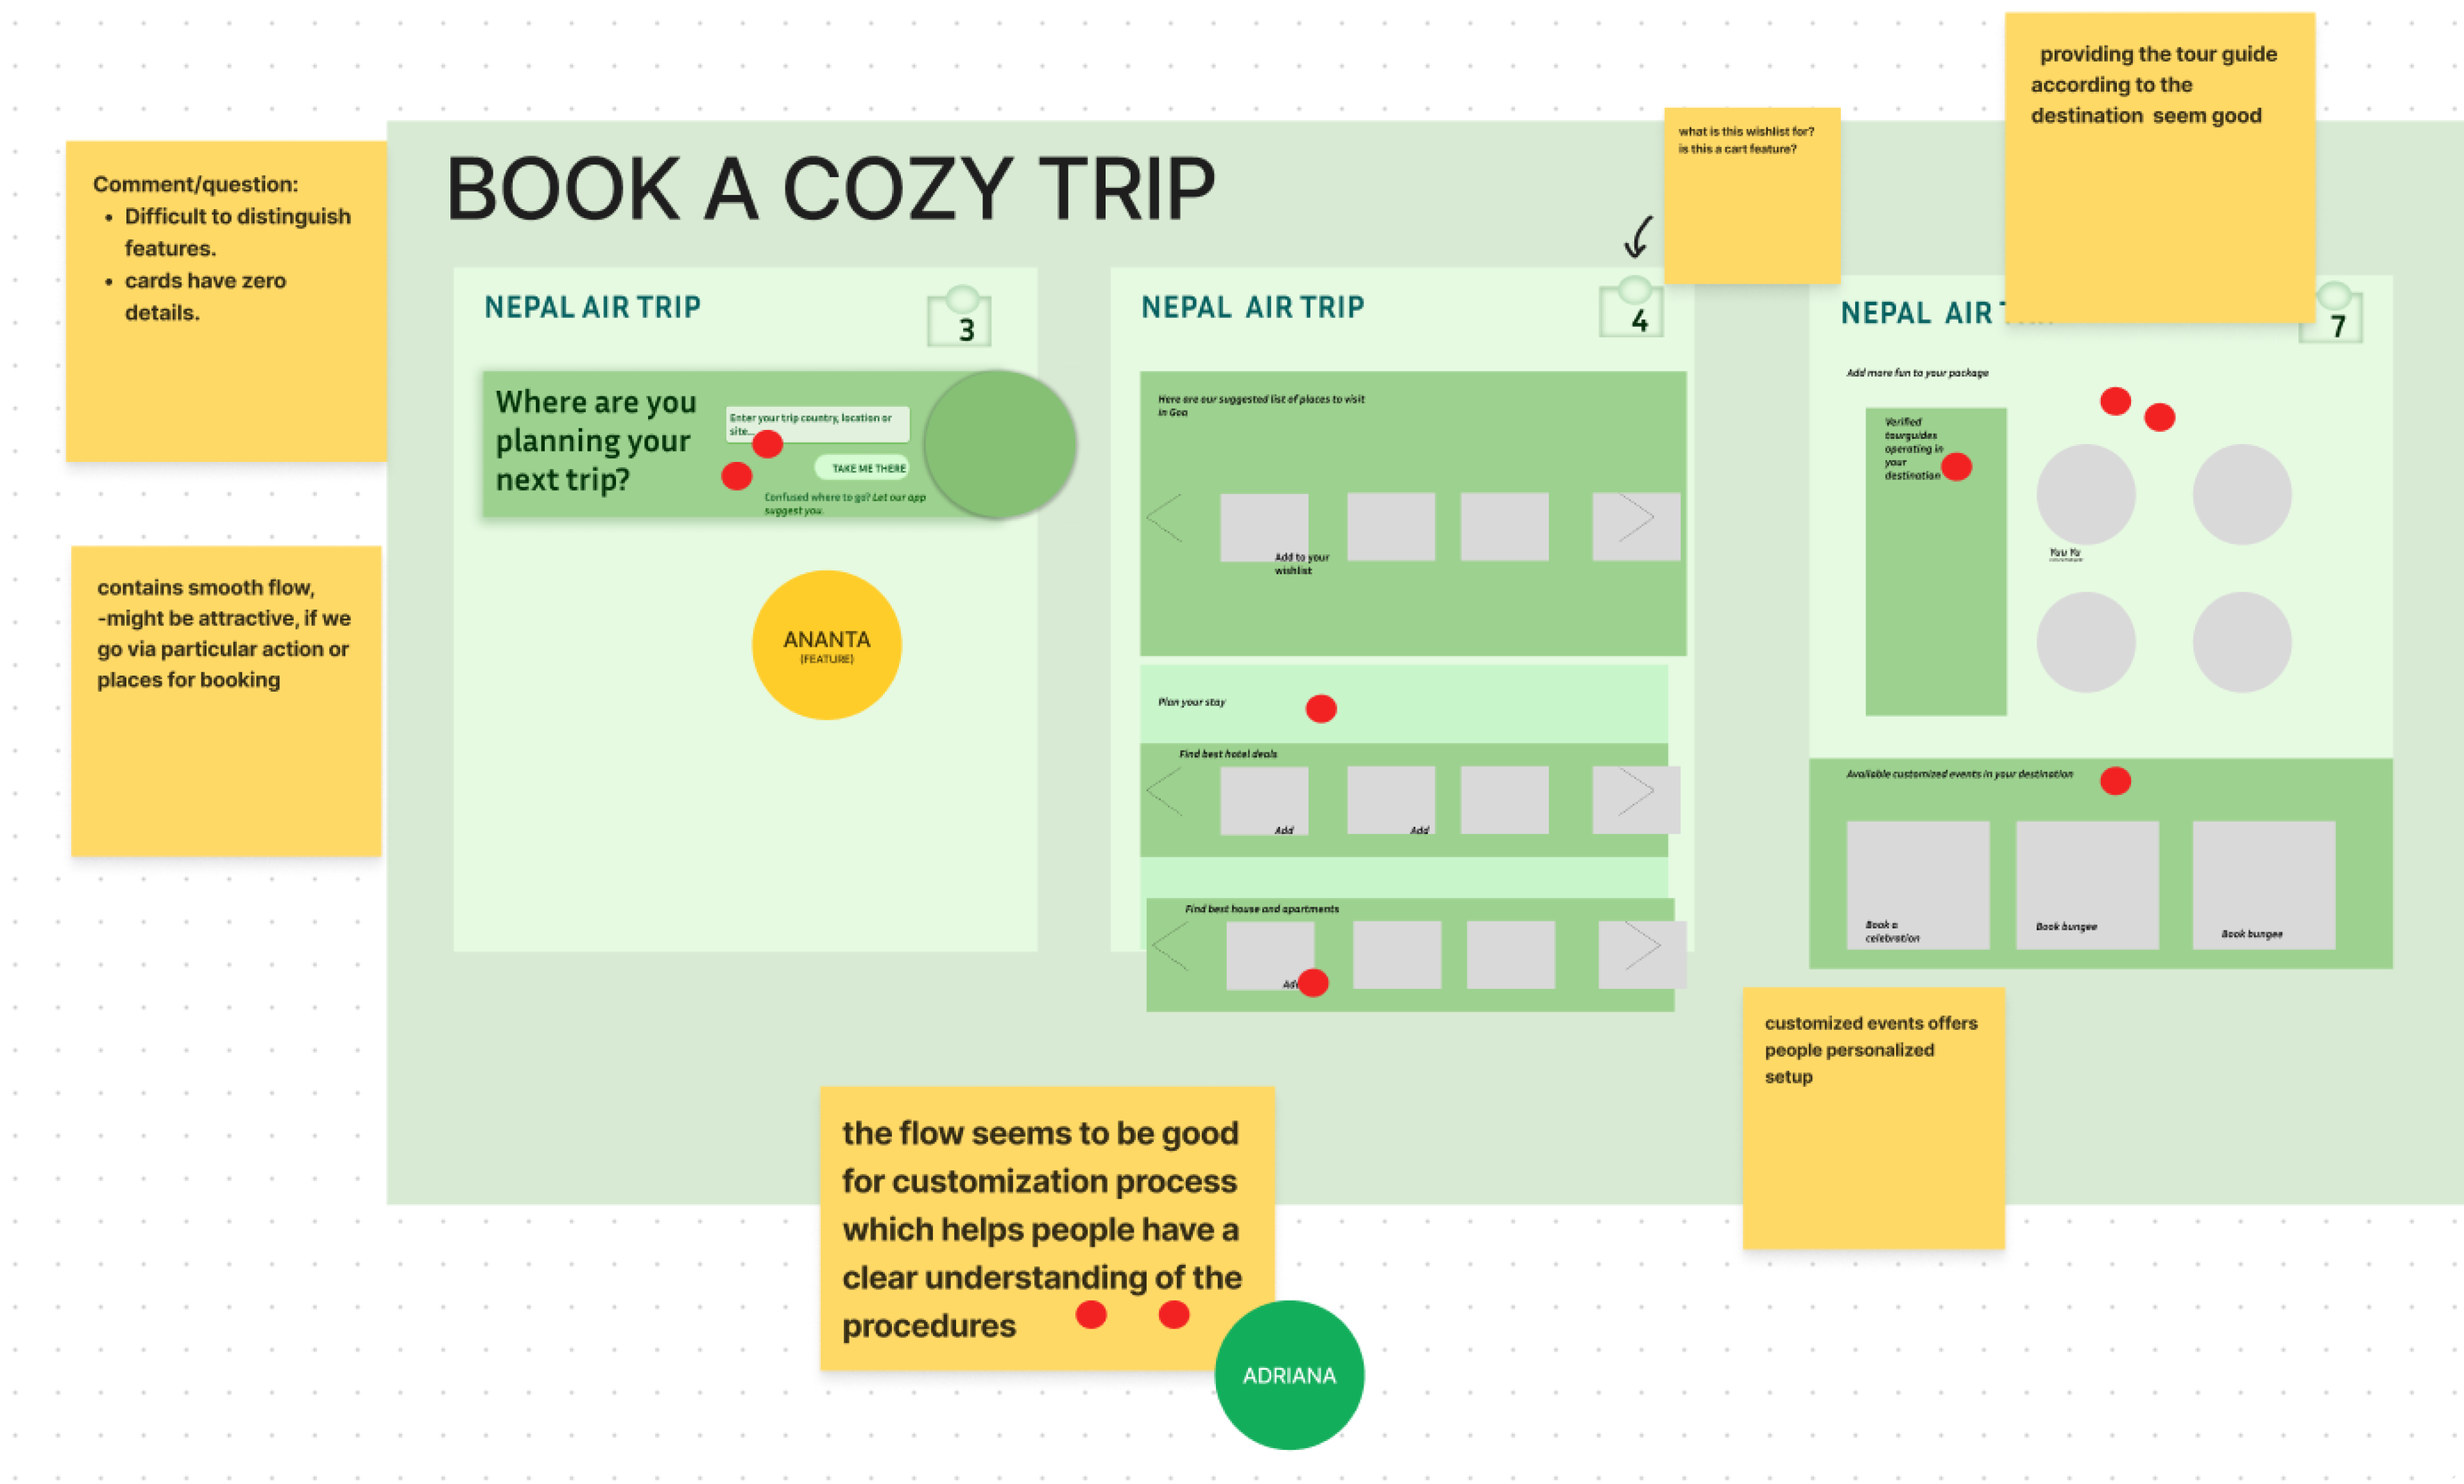 providing the tour guide
according to the
destination seem good
what is this wishlist for?
is this a cart feature?
Comment/question:
• Difficult to distinguish
features.
• cards have zero
details.
BOOK A COZY TRIP
NEPAL AIR TRIP
3
Where are you
planning your
next trip?
Enter your trip country, location or
site...
TAKE ME THERE
Confused where to go? Let our app
suggest you.
ANANTA
(FEATURE)
contains smooth flow,
-might be attractive, if we
go via particular action or
places for booking
NEPAL AIR TRIP
4
Here are our suggested list of places to visit
in Goa
Add to your
wishlist
Plan your stay
Find best hotel deals
Add
Add
Find best house and apartments
NEPAL AIR
7
Add more fun to your package
Verified
tourguides
operating in
your
destination
Available customized events in your destination
Book a
celebration
Book bungee
Book bungee
customized events offers
people personalized
setup
the flow seems to be good
for customization process
which helps people have a
clear understanding of the
procedures
ADRIANA